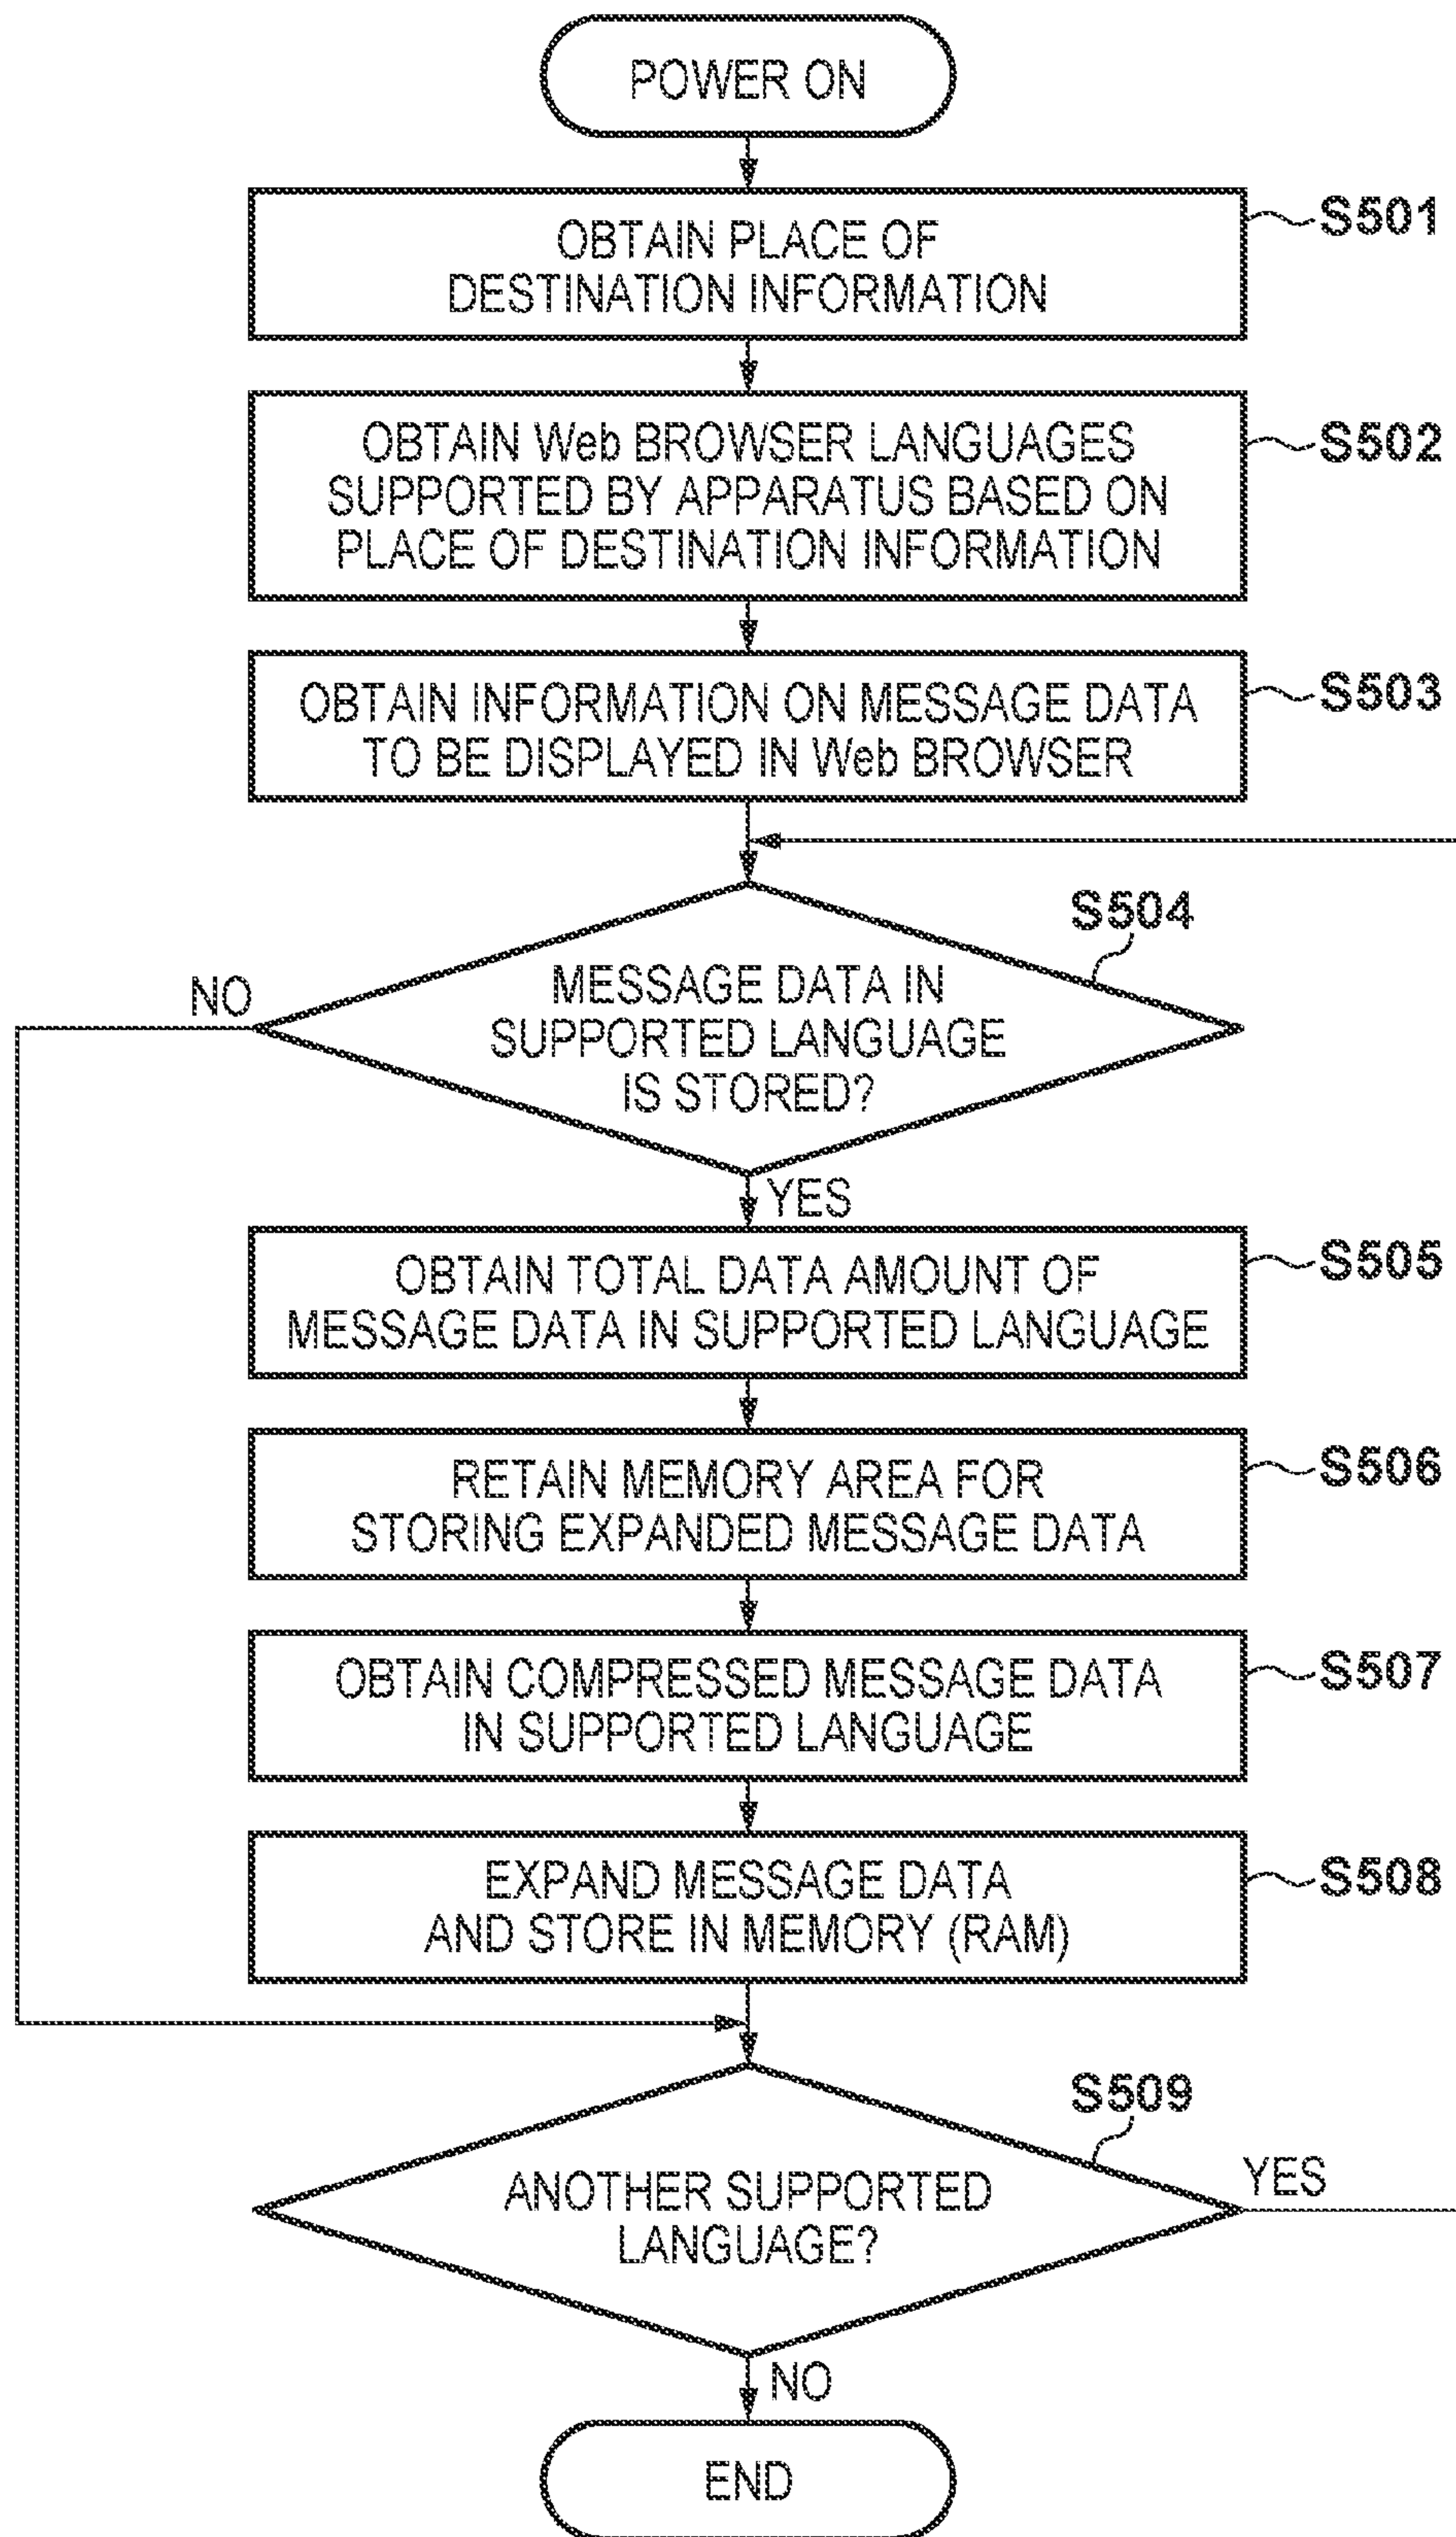 POWER ON
OBTAIN PLACE OF
DESTINATION INFORMATION
S501
OBTAIN Web BROWSER LANGUAGES
SUPPORTED BY APPARATUS BASED ON
PLACE OF DESTINATION INFORMATION
S502
OBTAIN INFORMATION ON MESSAGE DATA
TO BE DISPLAYED IN Web BROWSER
S503
S504
NO
MESSAGE DATA IN
SUPPORTED LANGUAGE
IS STORED?
YES
OBTAIN TOTAL DATA AMOUNT OF
MESSAGE DATA IN SUPPORTED LANGUAGE
S505
RETAIN MEMORY AREA FOR
STORING EXPANDED MESSAGE DATA
S506
OBTAIN COMPRESSED MESSAGE DATA
IN SUPPORTED LANGUAGE
S507
EXPAND MESSAGE DATA
AND STORE IN MEMORY (RAM)
S508
S509
ANOTHER SUPPORTED
LANGUAGE?
YES
NO
END